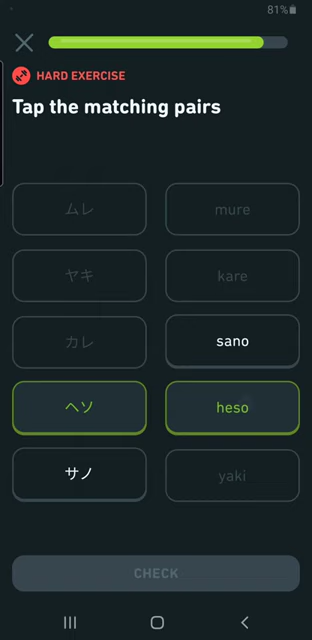 81%
HARD EXERCISE
Tap the matching pairs
ムレ mure
ヤキ kare
カレ sano
ヘソ heso
サノ yaki
CHECK